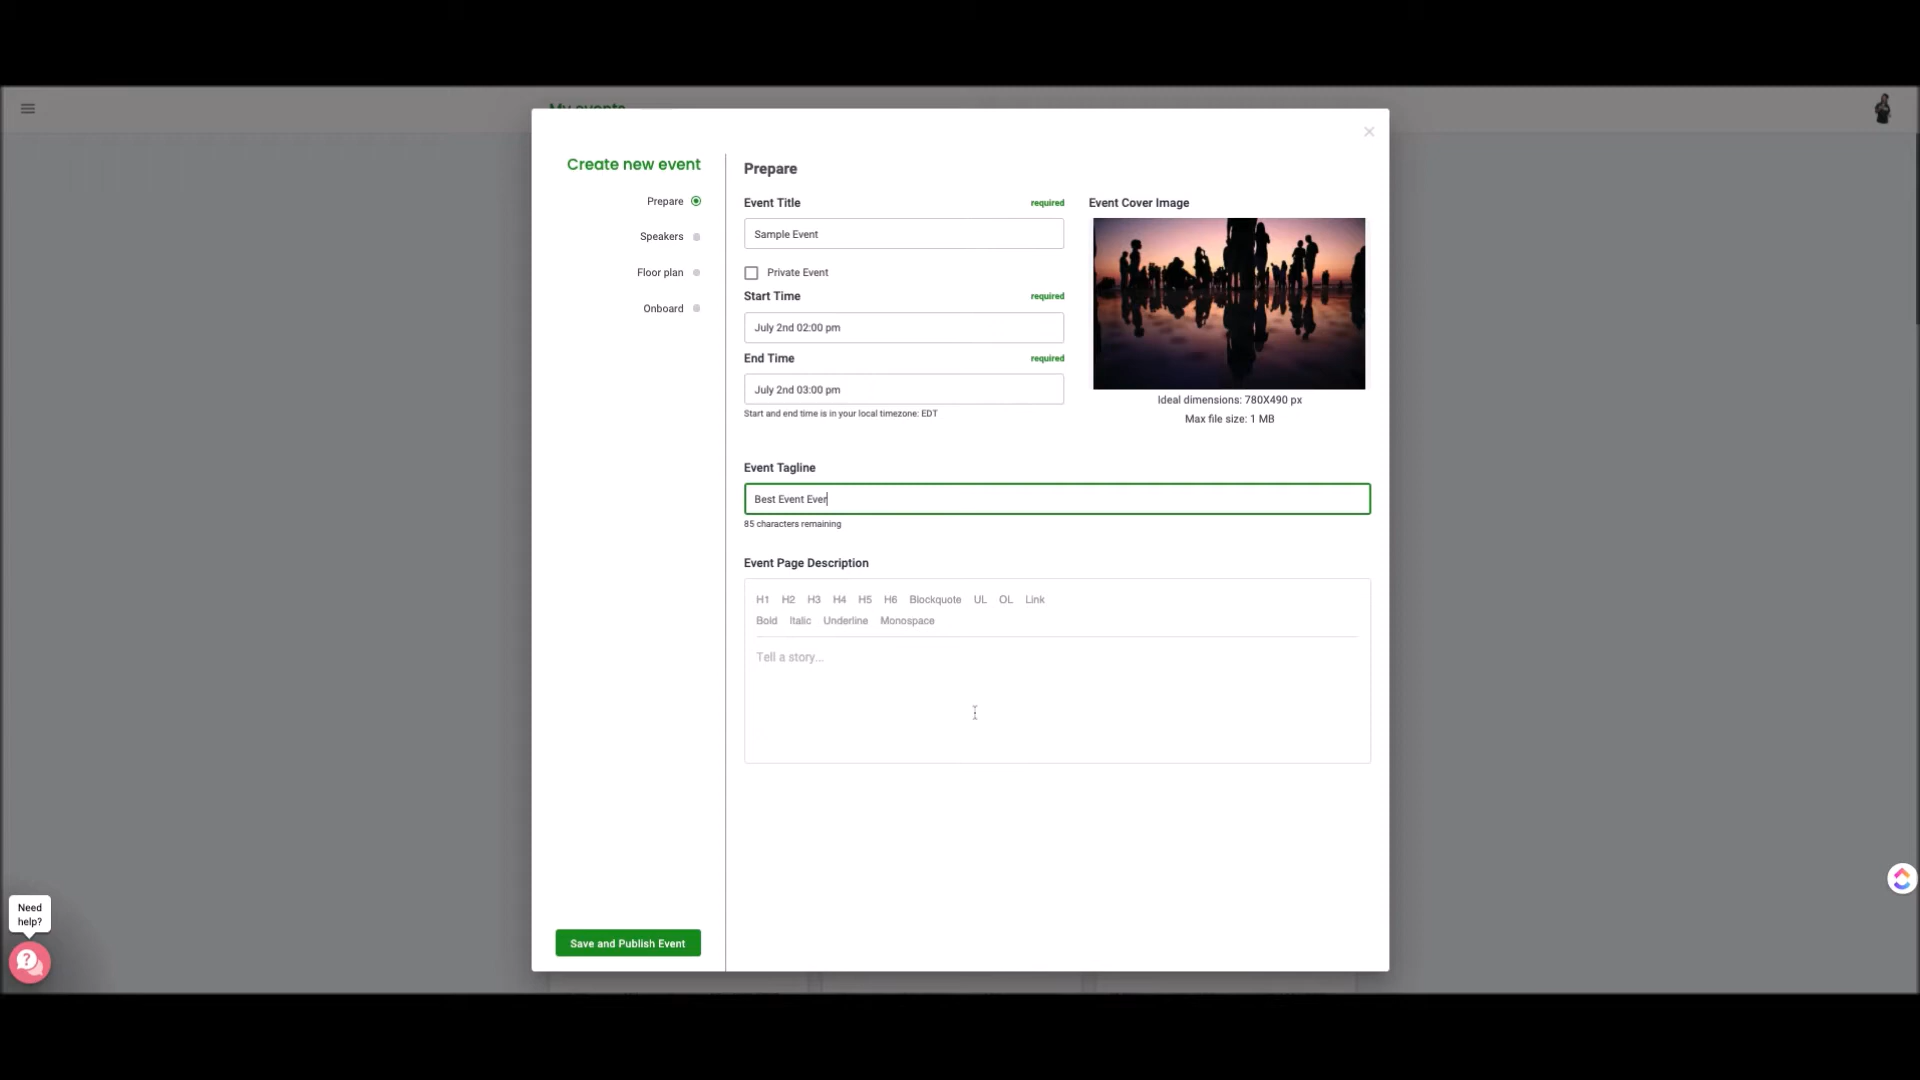 My events
Create new event
Prepare
Speakers
Floor plan
Onboard
Save and Publish Event
Prepare
Event Title required
Sample Event
Private Event
Start Time required
July 2nd 02:00 pm
End Time required
July 2nd 03:00 pm
Start and end time is in your local timezone: EDT
Event Cover Image
Ideal dimensions: 780X490 px
Max file size: 1 MB
Event Tagline
Best Event Ever
85 characters remaining
Event Page Description
H1 H2 H3 H4 H5 H6 Blockquote UL OL Link
Bold Italic Underline Monospace
Tell a story...
Need
help?
?